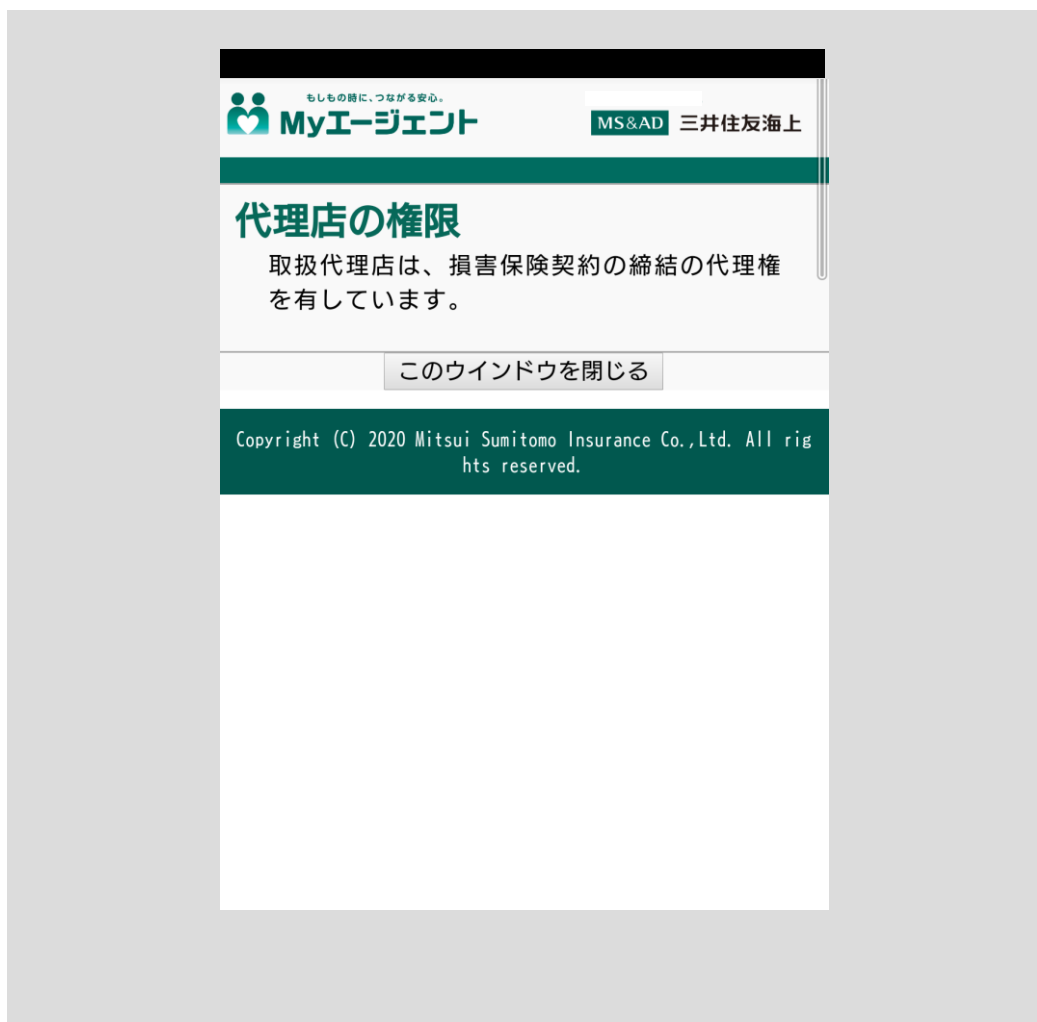 もしもの時に、つながる安心。
Myエージェント
MS&AD 三井住友海上
代理店の権限
取扱代理店は、損害保険契約の締結の代理権
を有しています。
このウインドウを閉じる
Copyright (C) 2020 Mitsui Sumitomo Insurance Co.,Ltd. All rig
hts reserved.